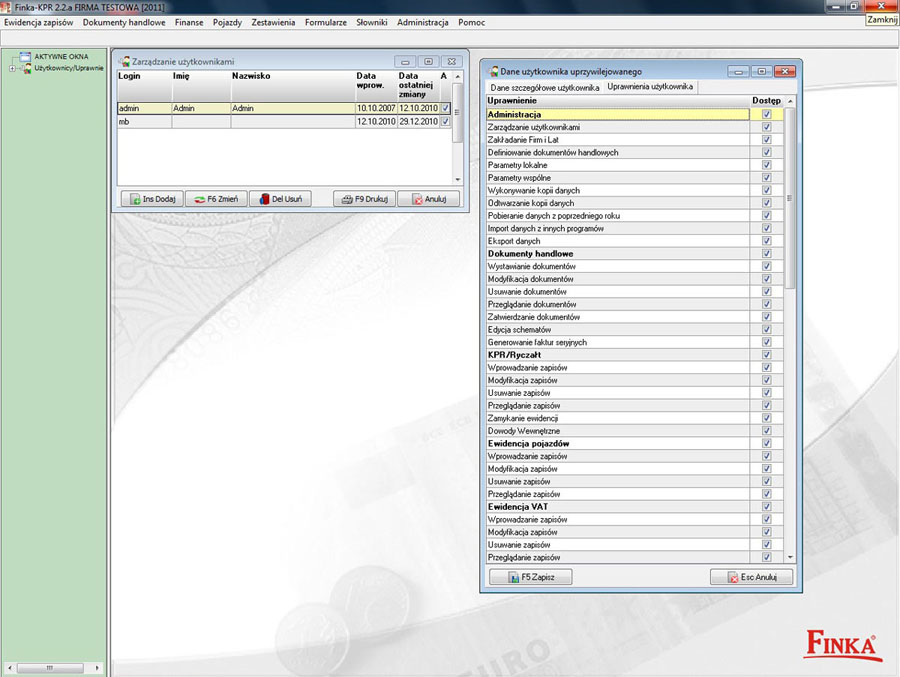 Finka-KPR 2.2.a FIRMA TESTOWA [2011]
Zamknij
Ewidencja zapisów Dokumenty handlowe Finanse Pojazdy Zestawienia Formularze Słowniki Administracja Pomoc
AKTYWNE OKNA
Użytkownicy/Uprawnie
Zarządzanie użytkownikami
Login Imię Nazwisko Data wprow. Data ostatniej zmiany A
admin Admin Admin 10.10.2007 12.10.2010
mb 12.10.2010 29.12.2010
Ins Dodaj F6 Zmień Del Usuń F9 Drukuj Anuluj
Dane użytkownika uprzywilejowanego
Dane szczegółowe użytkownika Uprawnienia użytkownika
Uprawnienie Dostęp
Administracja
Zarządzanie użytkownikami
Zakładanie Firm i Lat
Definiowanie dokumentów handlowych
Parametry lokalne
Parametry wspólne
Wykonywanie kopii danych
Odtwarzanie kopii danych
Pobieranie danych z poprzedniego roku
Import danych z innych programów
Eksport danych
Dokumenty handlowe
Wystawianie dokumentów
Modyfikacja dokumentów
Usuwanie dokumentów
Przeglądanie dokumentów
Zatwierdzanie dokumentów
Edycja schematów
Generowanie faktur seryjnych
KPR/Ryczałt
Wprowadzanie zapisów
Modyfikacja zapisów
Usuwanie zapisów
Przeglądanie zapisów
Zamykanie ewidencji
Dowody Wewnętrzne
Ewidencja pojazdów
Wprowadzanie zapisów
Modyfikacja zapisów
Usuwanie zapisów
Przeglądanie zapisów
Ewidencja VAT
Wprowadzanie zapisów
Modyfikacja zapisów
Usuwanie zapisów
Przeglądanie zapisów
F5 Zapisz Esc Anuluj
FINKA®
EURO